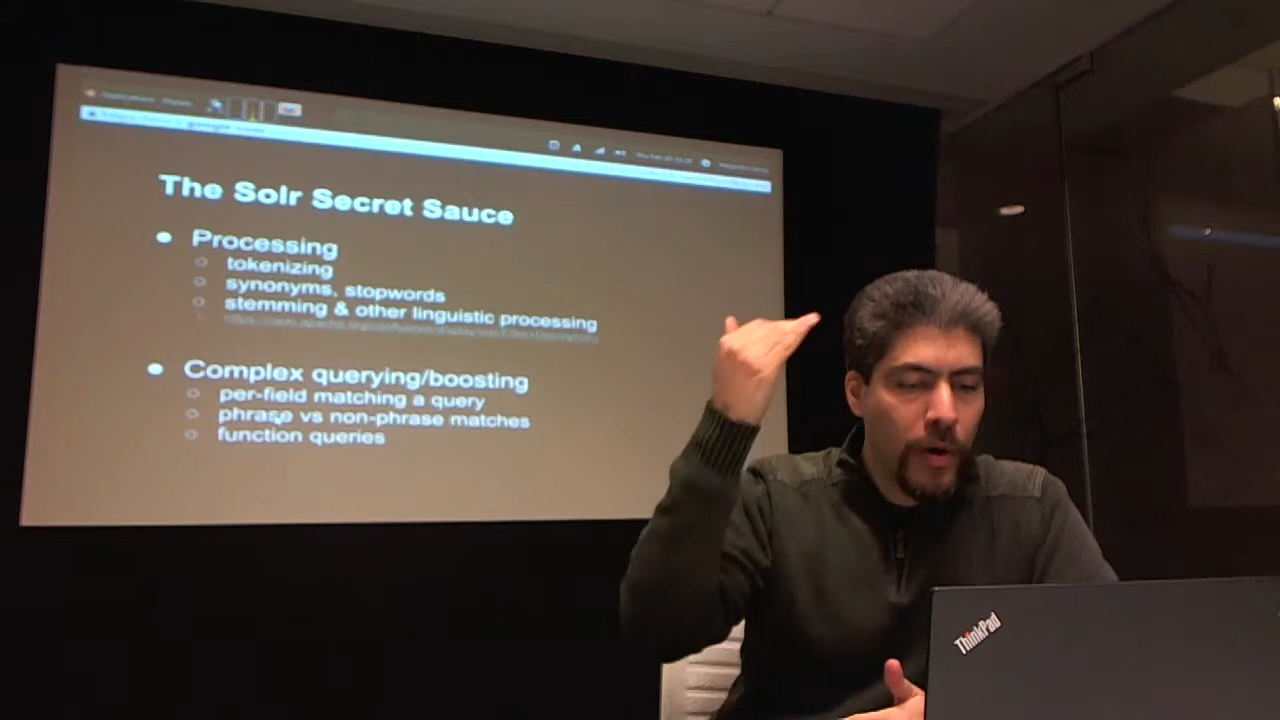 The Solr Secret Sauce
● Processing
○ tokenizing
○ synonyms, stopwords
○ stemming & other linguistic processing
● Complex querying/boosting
○ per-field matching a query
○ phrase vs non-phrase matches
○ function queries
ThinkPad